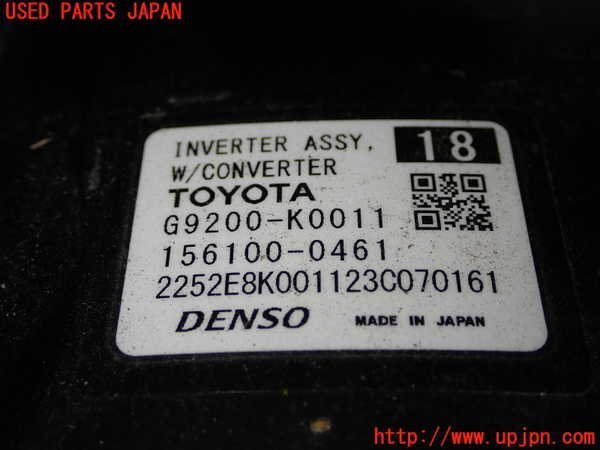 USED PARTS JAPAN
INVERTER ASSY, 18
W/CONVERTER
TOYOTA
G9200-K0011
156100-0461
2252E8K001123C070161
DENSO MADE IN JAPAN
http://www.upjpn.com